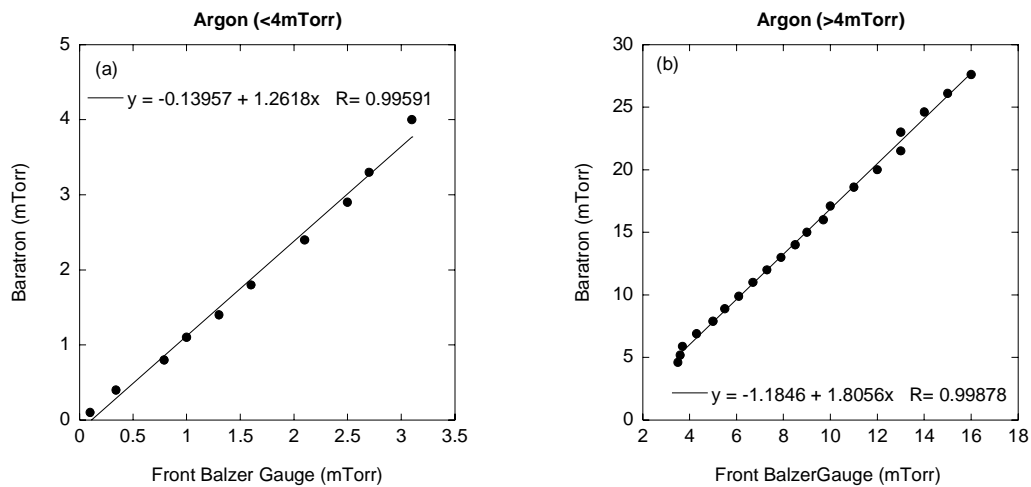 Argon (<4mTorr)
5
4
3
2
1
0
(a)
y = -0.13957 + 1.2618x R= 0.99591
Baratron (mTorr)
0 0.5 1 1.5 2 2.5 3 3.5
Front Balzer Gauge (mTorr)
Argon (>4mTorr)
30
25
20
15
10
5
0
(b)
y = -1.1846 + 1.8056x R= 0.99878
Baratron (mTorr)
2 4 6 8 10 12 14 16 18
Front BalzerGauge (mTorr)